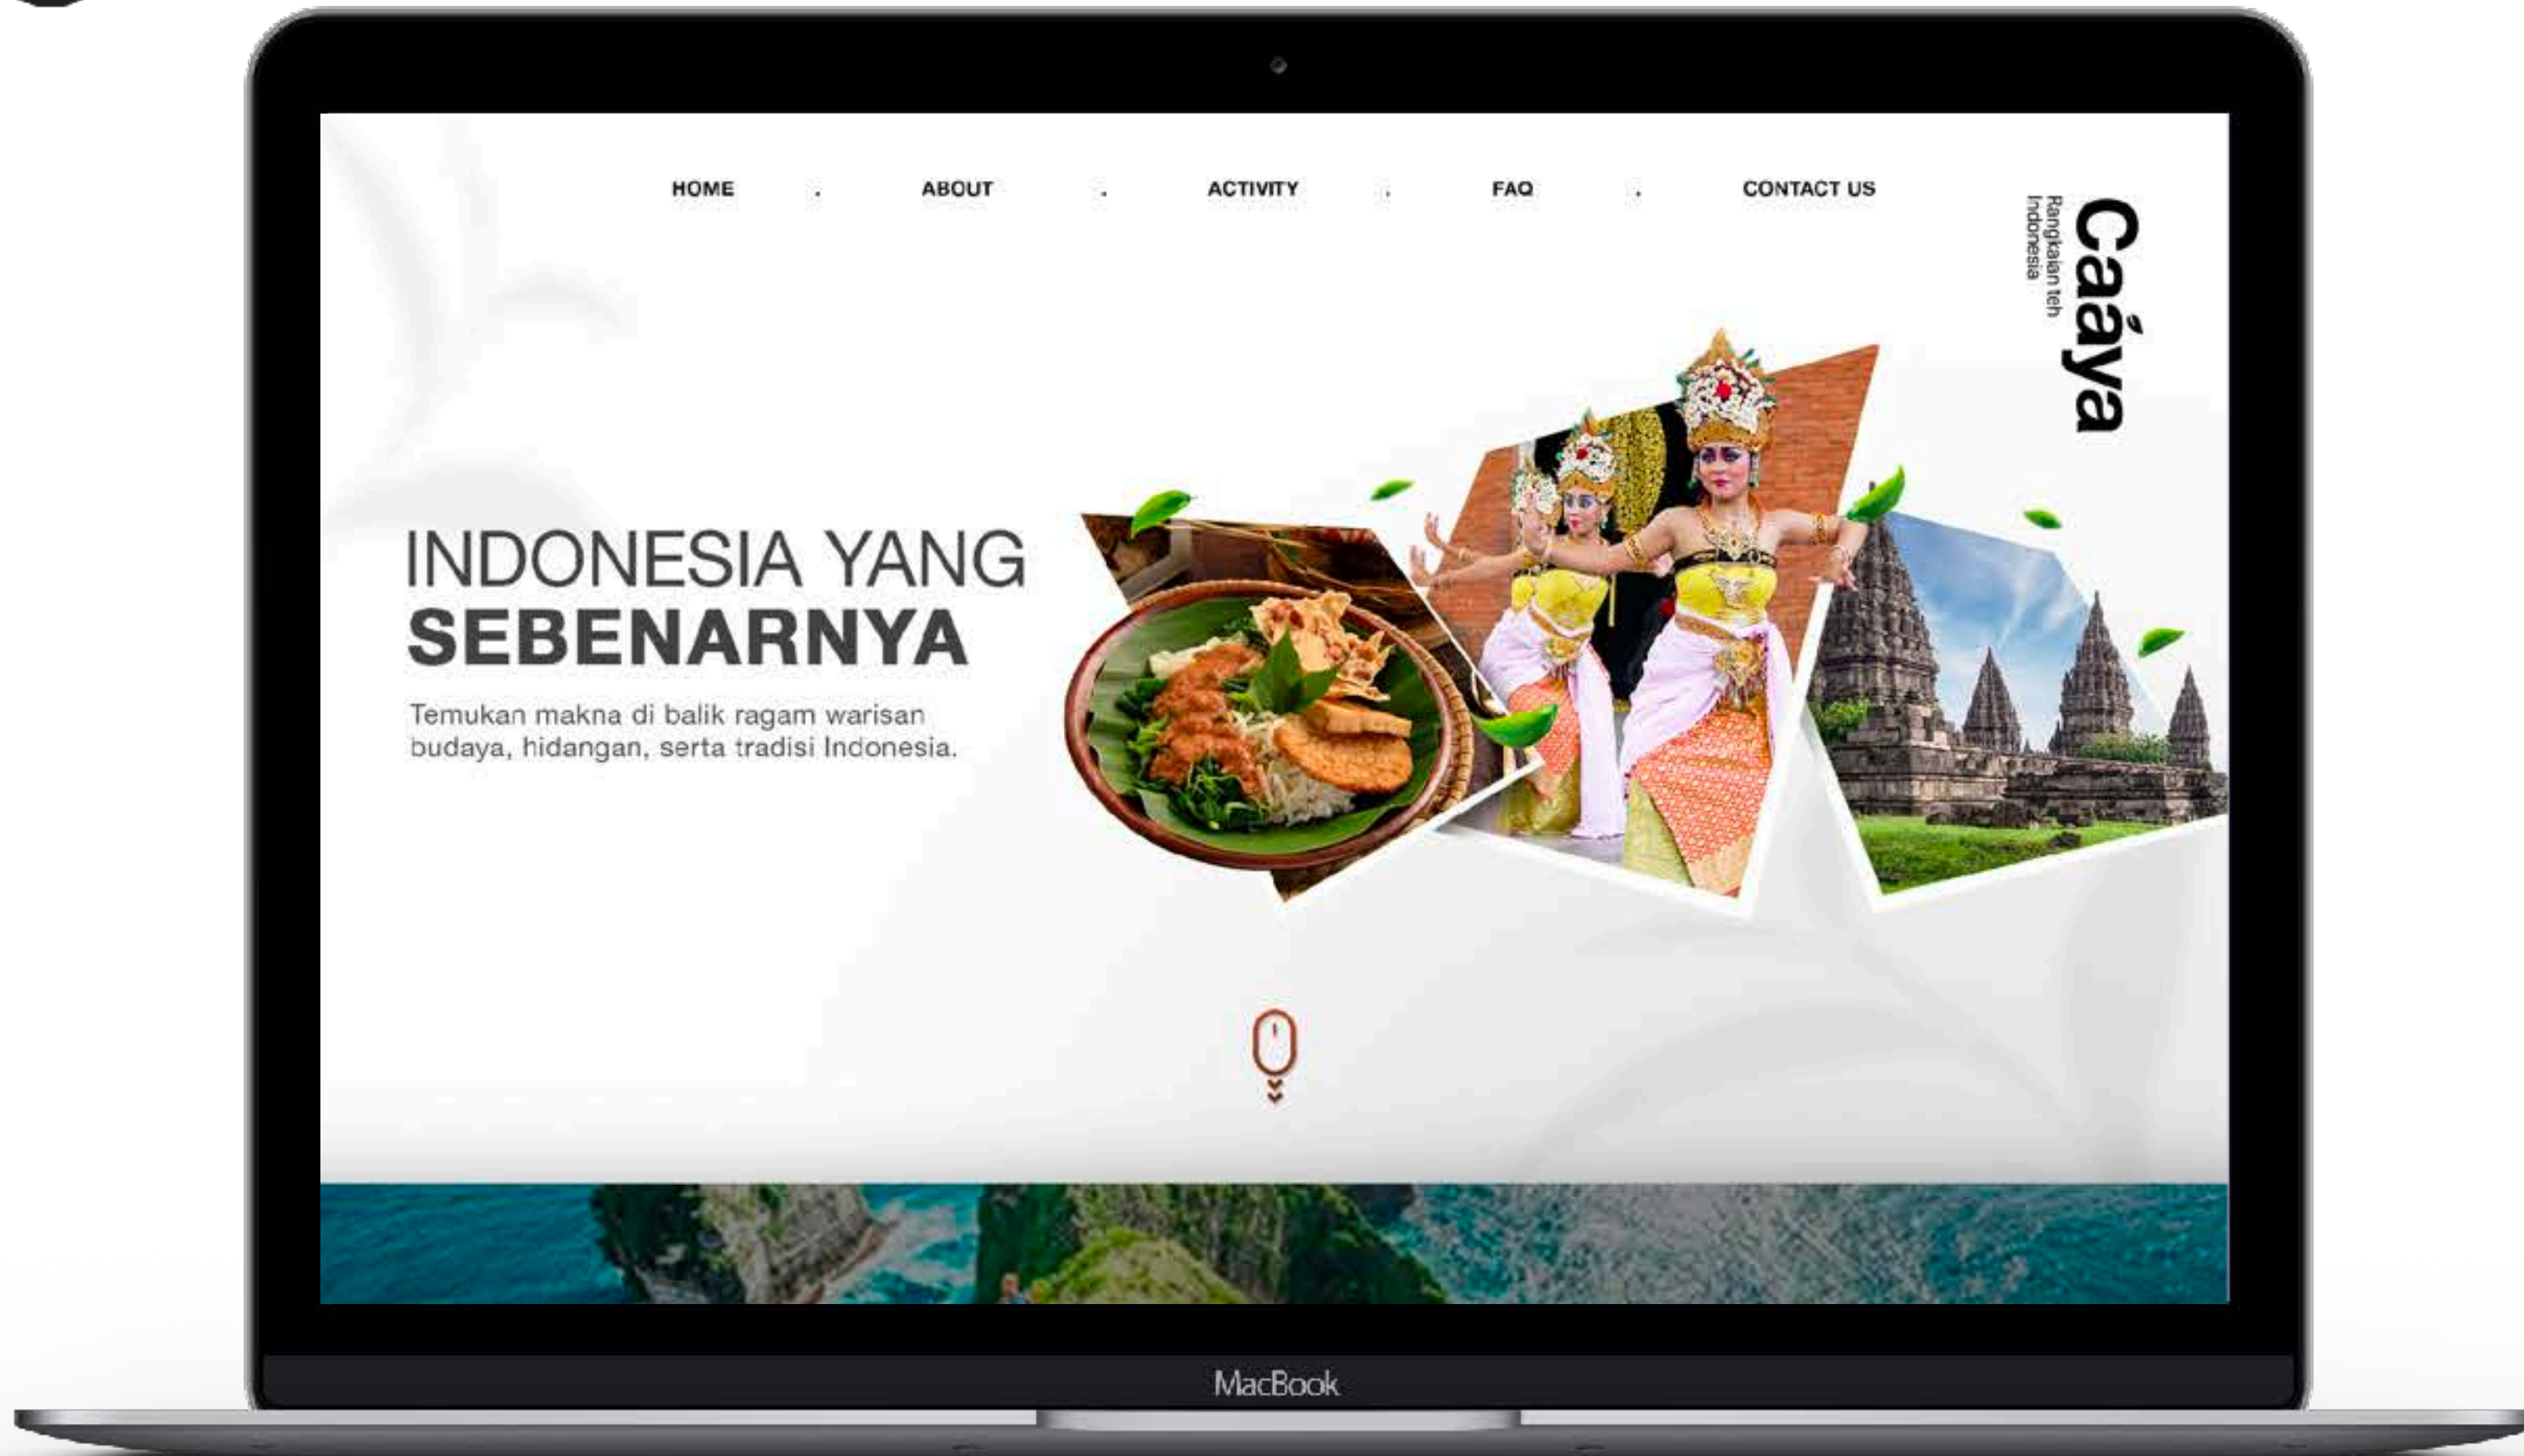 HOME . ABOUT . ACTIVITY . FAQ . CONTACT US
Caaya
Rangkaian teh
Indonesia
INDONESIA YANG
SEBENARNYA
Temukan makna di balik ragam warisan
budaya, hidangan, serta tradisi Indonesia.
MacBook